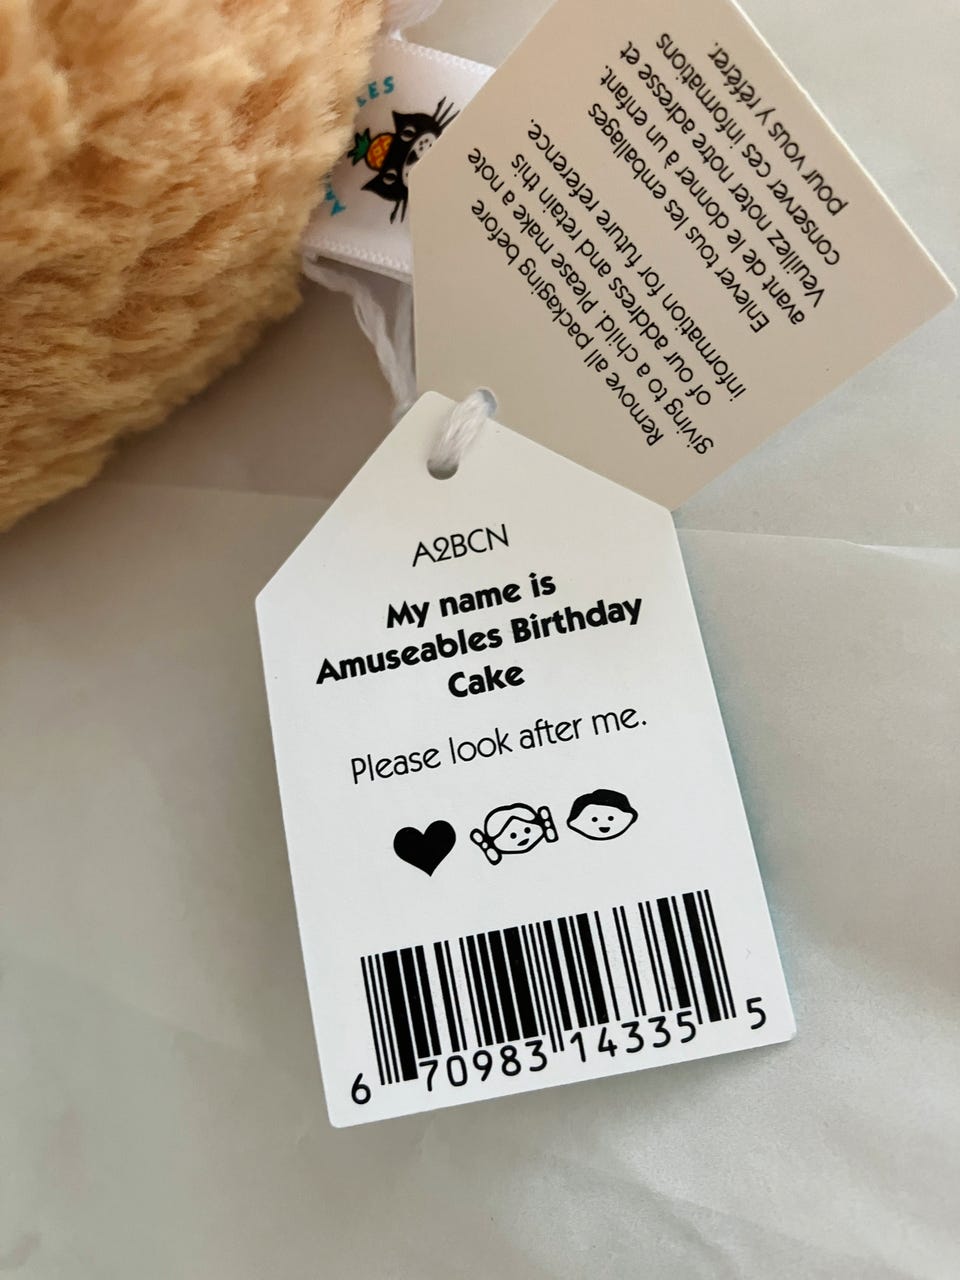 A2BCN
My name is
Amuseables Birthday
Cake
Please look after me.
6 70983 14335 5
Remove all packaging before
giving to a child. Please make a note
of our address and retain this
information for future reference.
Enlever tous les emballages
avant de le donner à un enfant.
Veuillez noter notre adresse et
conserver ces informations
pour vous y référer.